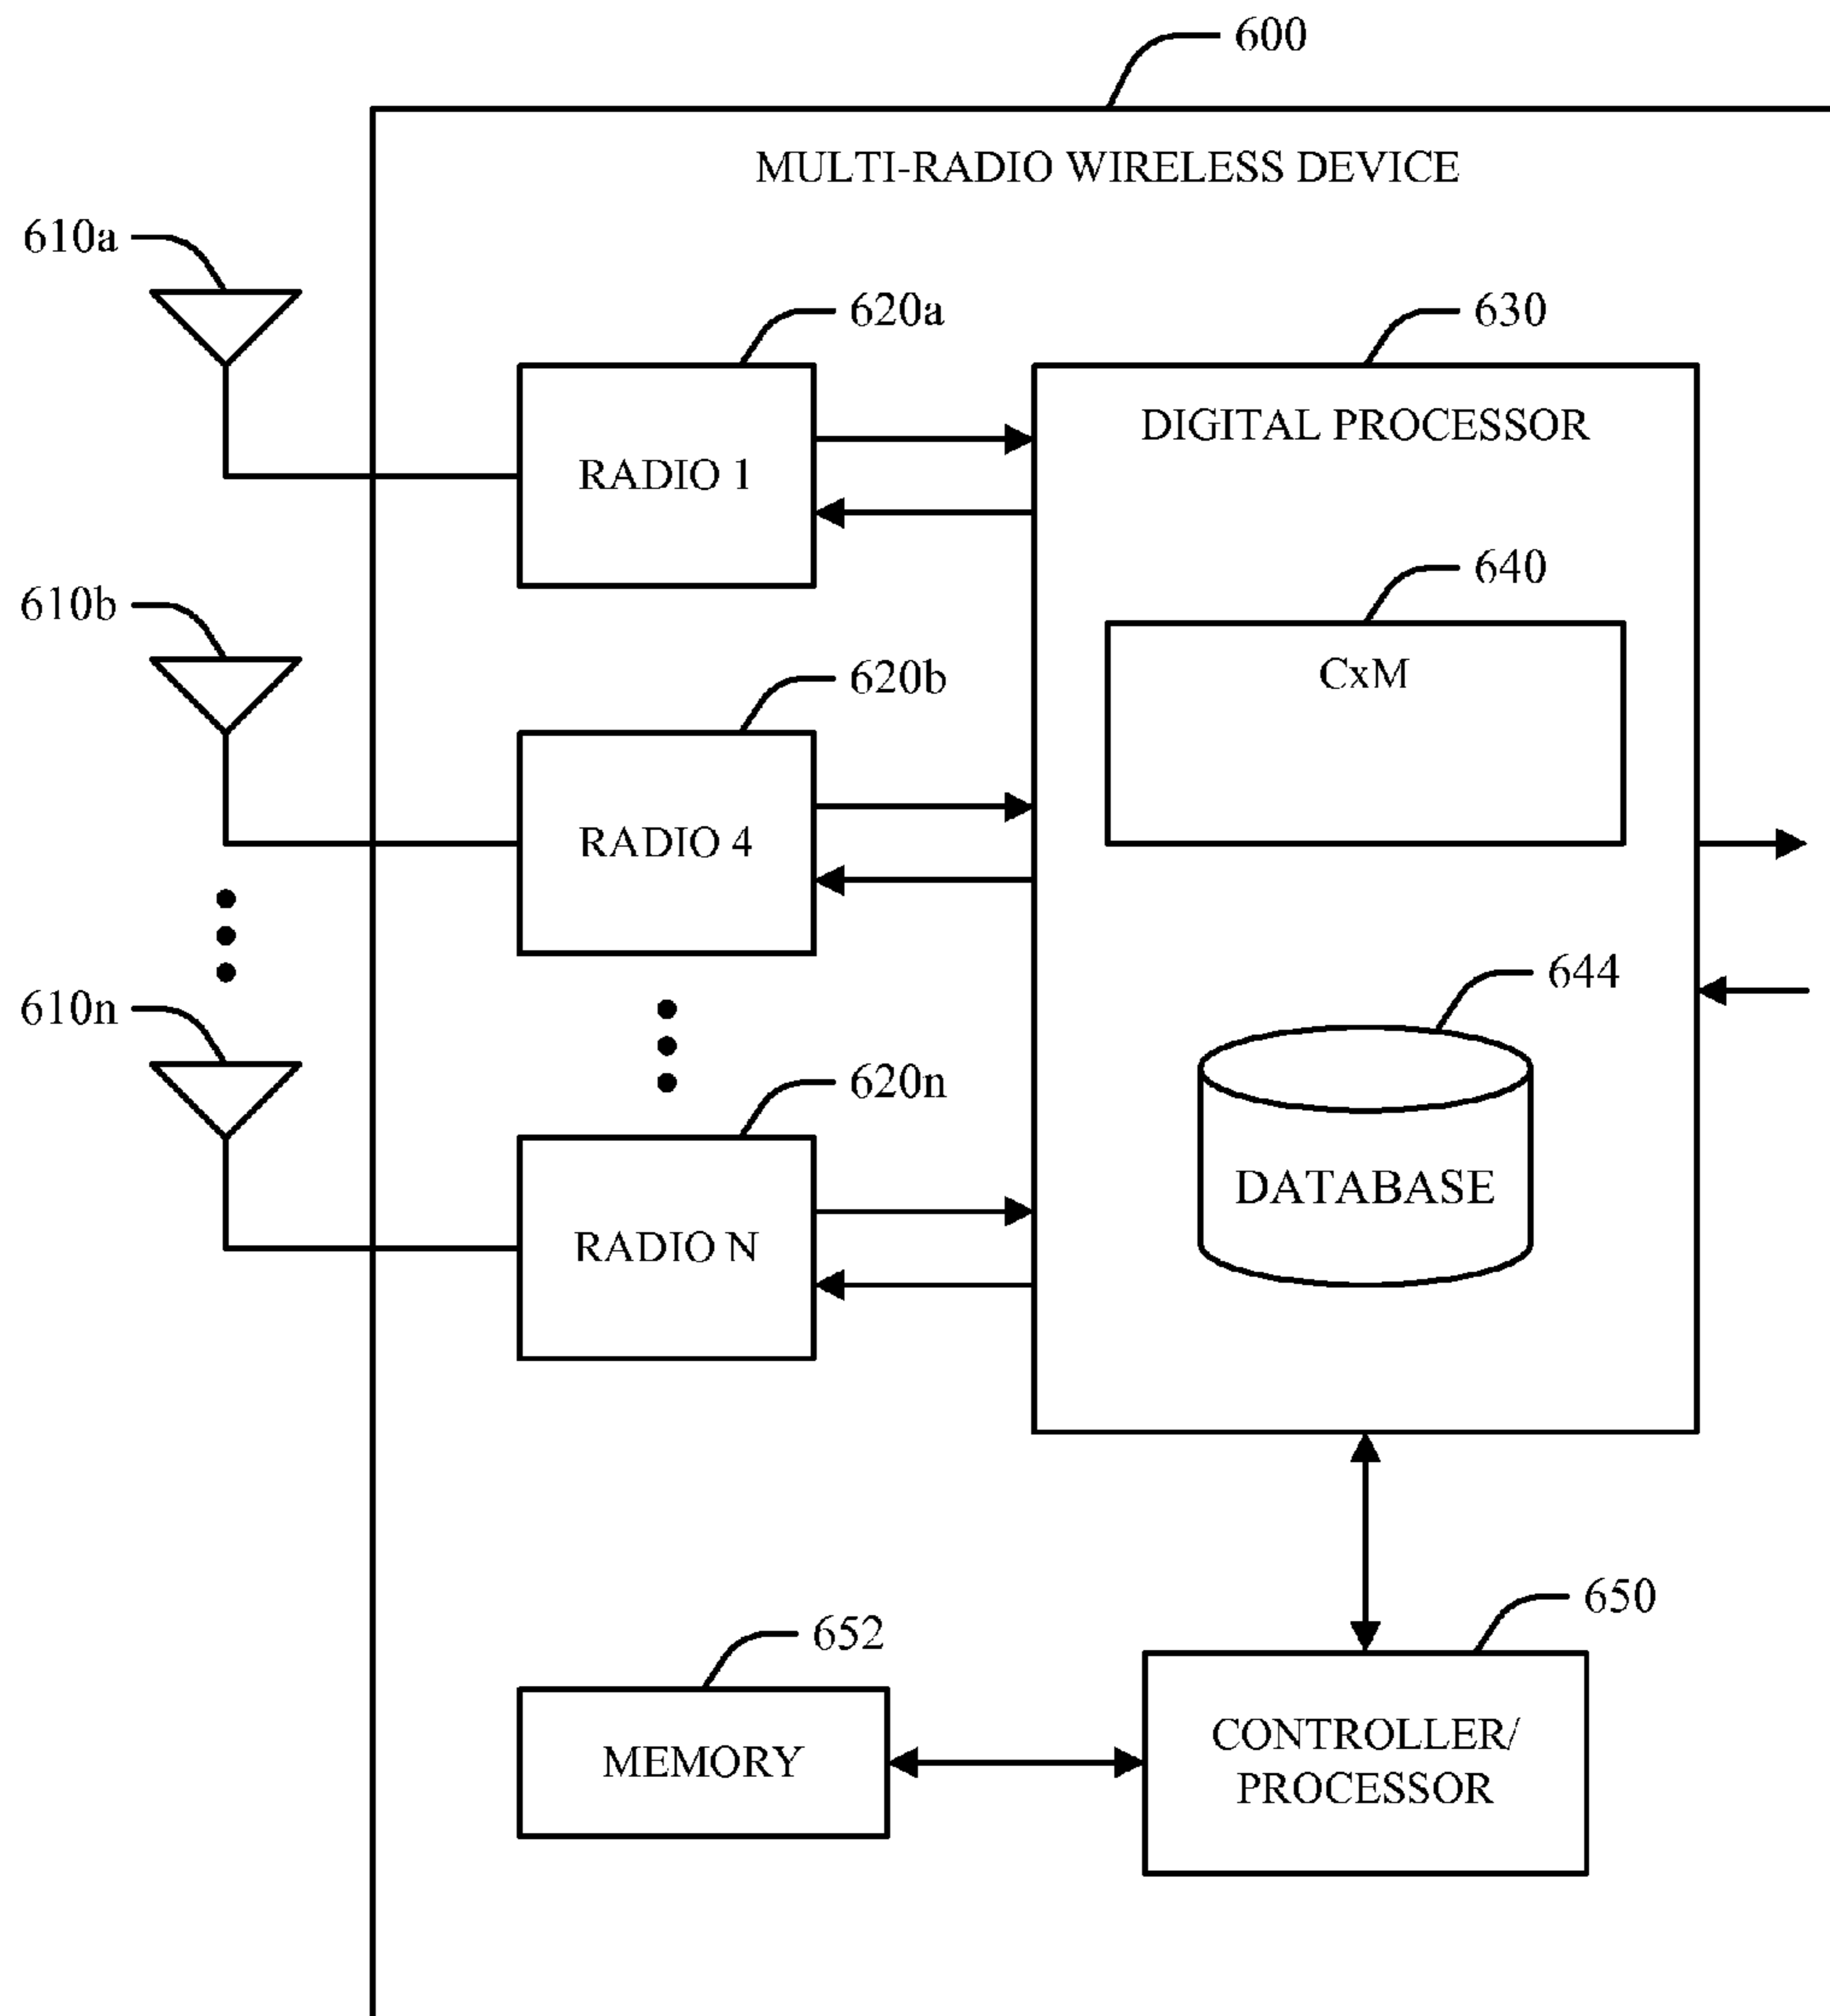 600
MULTI-RADIO WIRELESS DEVICE
610a
620a
630
RADIO 1
DIGITAL PROCESSOR
640
610b
620b
CxM
RADIO 4
644
610n
620n
DATABASE
RADIO N
650
652
MEMORY
CONTROLLER/
PROCESSOR